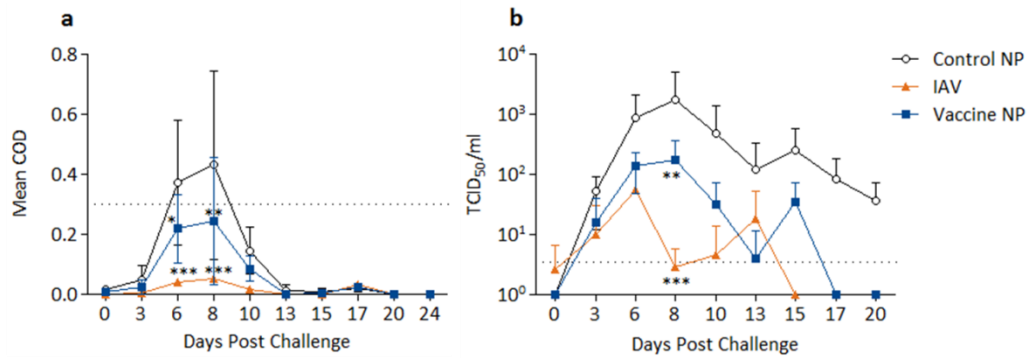 a
0.8
0.6
0.4
0.2
0.0
Mean COD
* ** *** ***
0 3 6 8 10 13 15 17 20 24
Days Post Challenge
b
10⁴
10³
10²
10¹
10⁰
TCID₅₀/ml
**
***
0 3 6 8 10 13 15 17 20
Days Post Challenge
Control NP
IAV
Vaccine NP